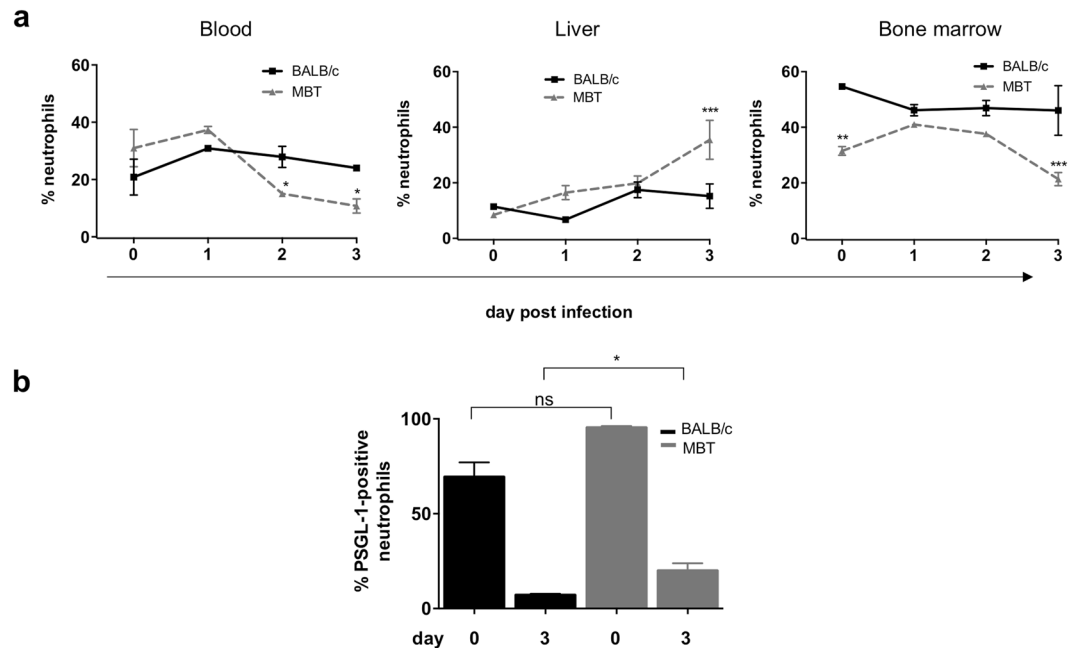 a
Blood
Liver
Bone marrow
% neutrophils
60
40
20
0
BALB/c
MBT
*
*
0 1 2 3
% neutrophils
60
40
20
0
BALB/c
MBT
***
0 1 2 3
% neutrophils
60
40
20
0
BALB/c
MBT
**
***
0 1 2 3
day post infection
b
*
ns
% PSGL-1-positive
neutrophils
100
50
0
BALB/c
MBT
day 0 3 0 3